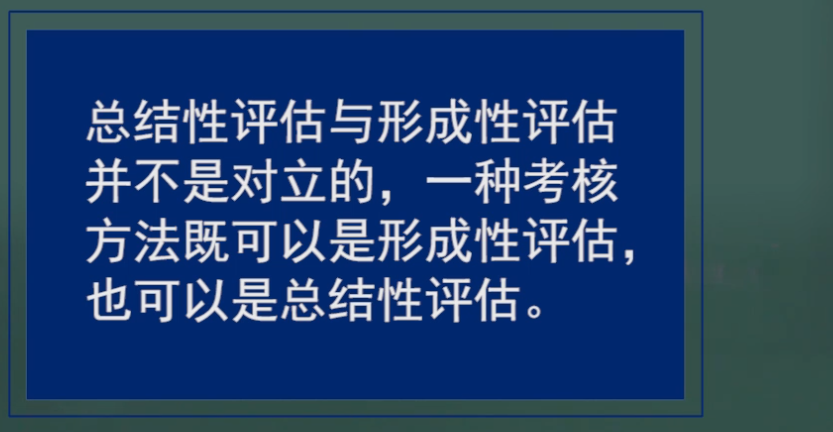 总结性评估与形成性评估
并不是对立的，一种考核
方法既可以是形成性评估，
也可以是总结性评估。